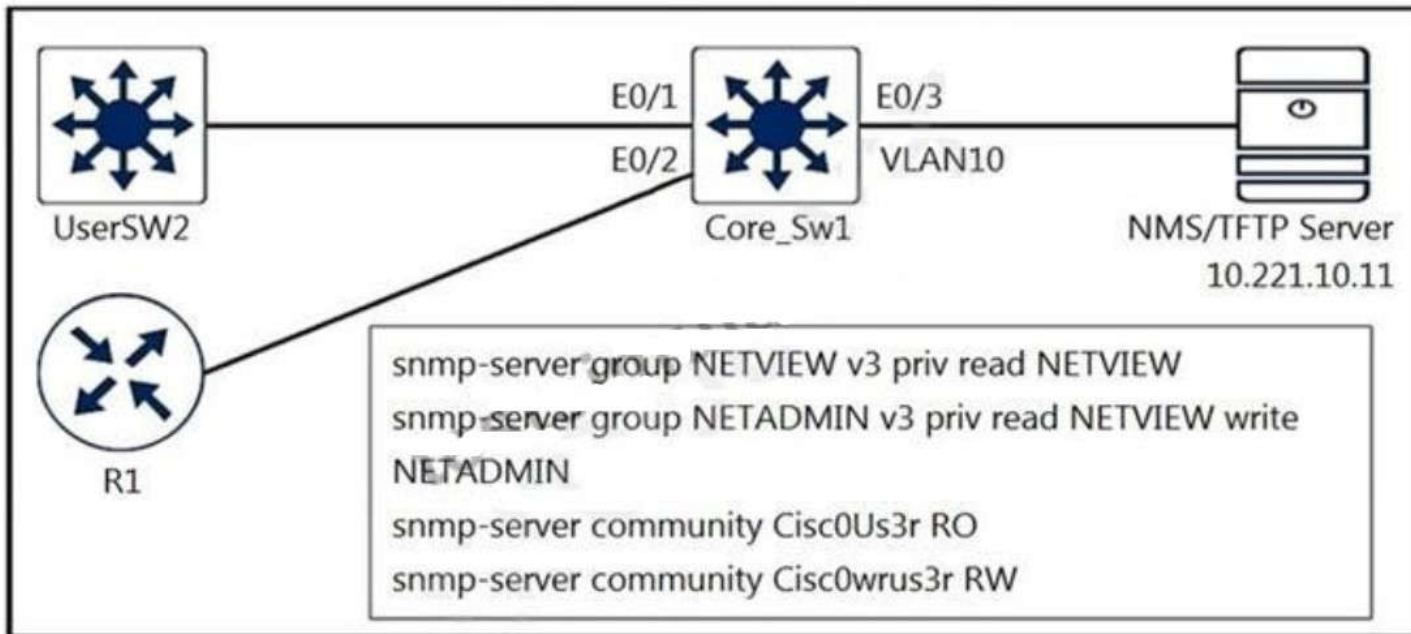 E0/1
E0/3
E0/2
VLAN10
UserSW2
Core_Sw1
NMS/TFTP Server
10.221.10.11
R1
snmp-server group NETVIEW v3 priv read NETVIEW
snmp-server group NETADMIN v3 priv read NETVIEW write
NETADMIN
snmp-server community Cisc0Us3r RO
snmp-server community Cisc0wrus3r RW